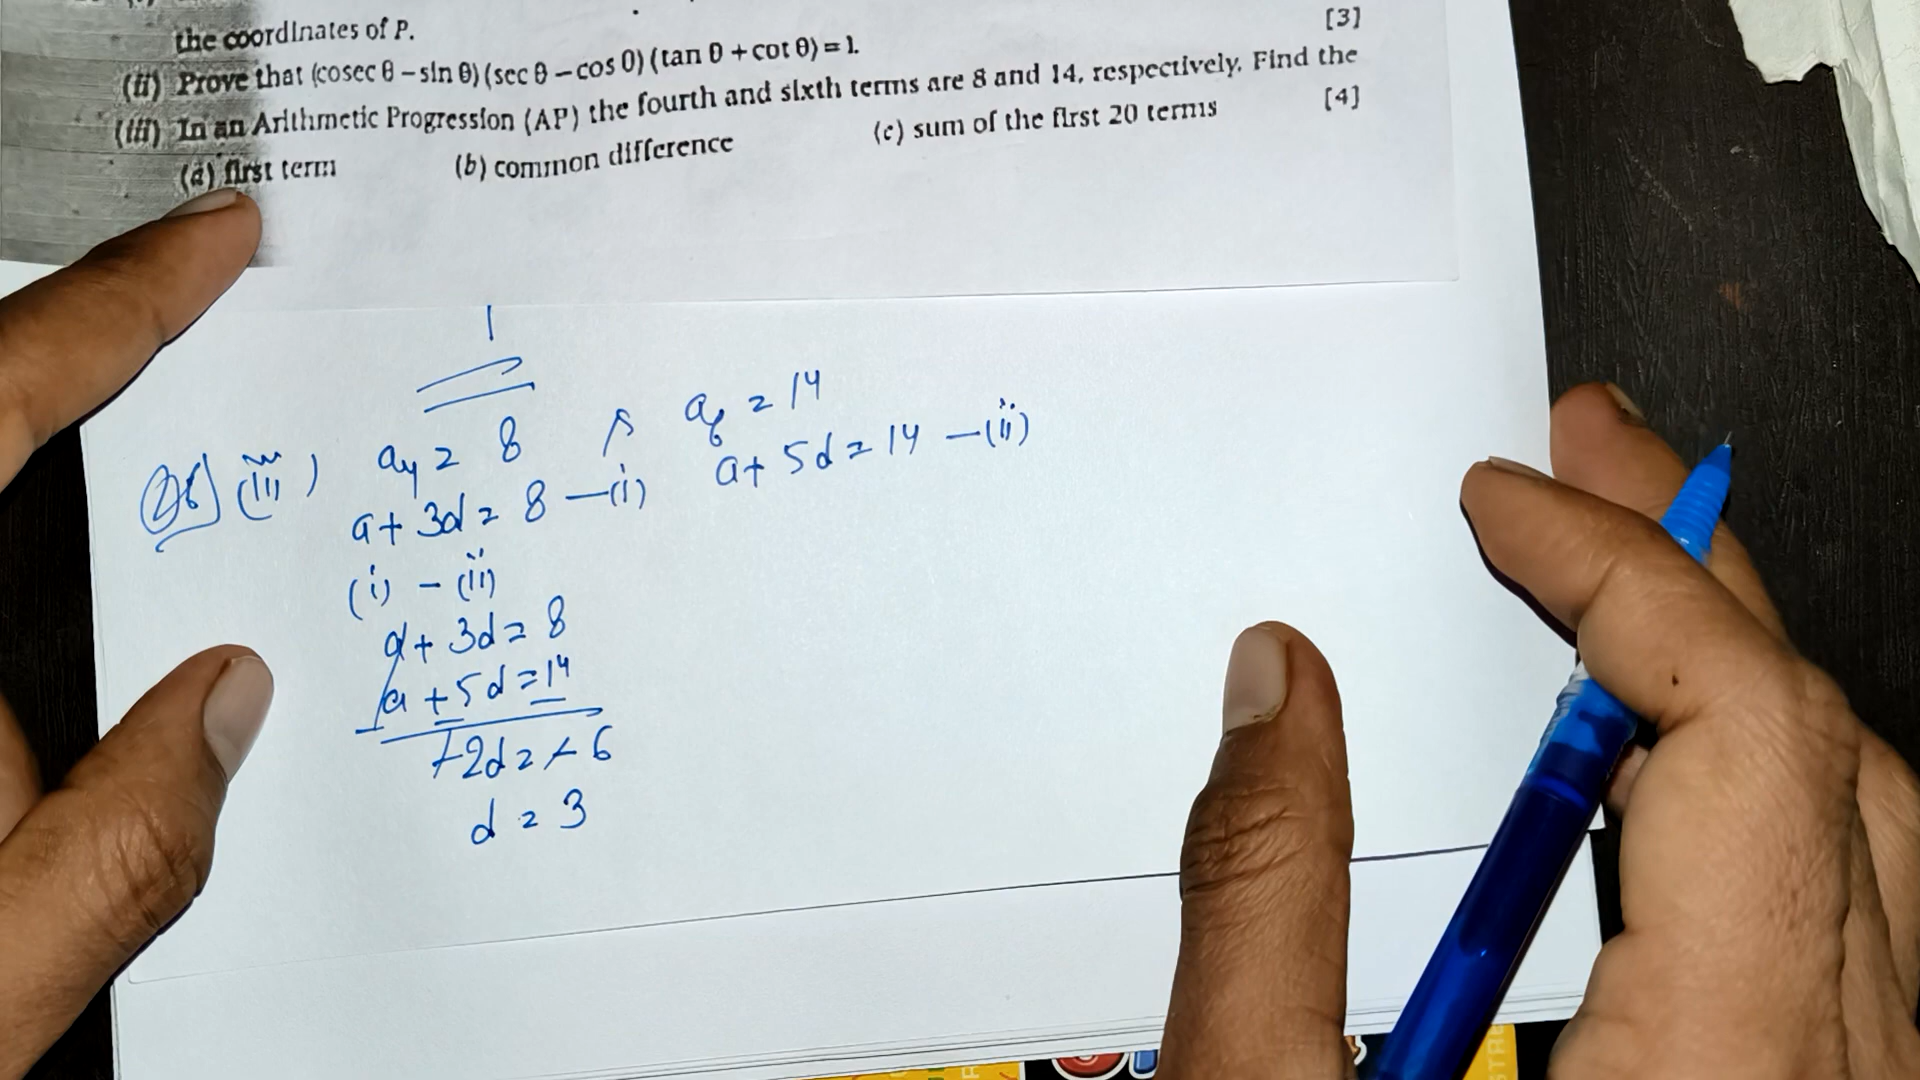 the coordinates of P.
[3]
(ii) Prove that (cosec θ – sin θ) (sec θ – cos θ) (tan θ + cot θ) = 1.
(iii) In an Arithmetic Progression (AP) the fourth and sixth terms are 8 and 14, respectively. Find the
(a) first term (b) common difference (c) sum of the first 20 terms [4]
1
(iii) a4 = 8 , a6 = 14
a + 3d = 8 —(i) a + 5d = 14 —(ii)
(i) – (ii)
a + 3d = 8
a + 5d = 14
- - -
-2d = -6
d = 3